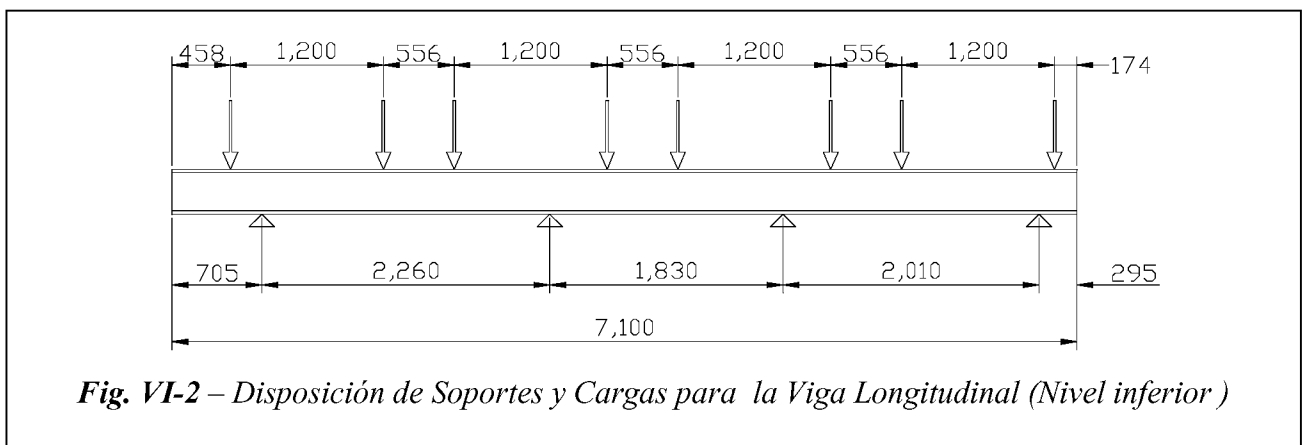 458 1,200 556 1,200 556 1,200 556 1,200 174
705 2,260 1,830 2,010 295
7,100
Fig. VI-2 – Disposición de Soportes y Cargas para la Viga Longitudinal (Nivel inferior )